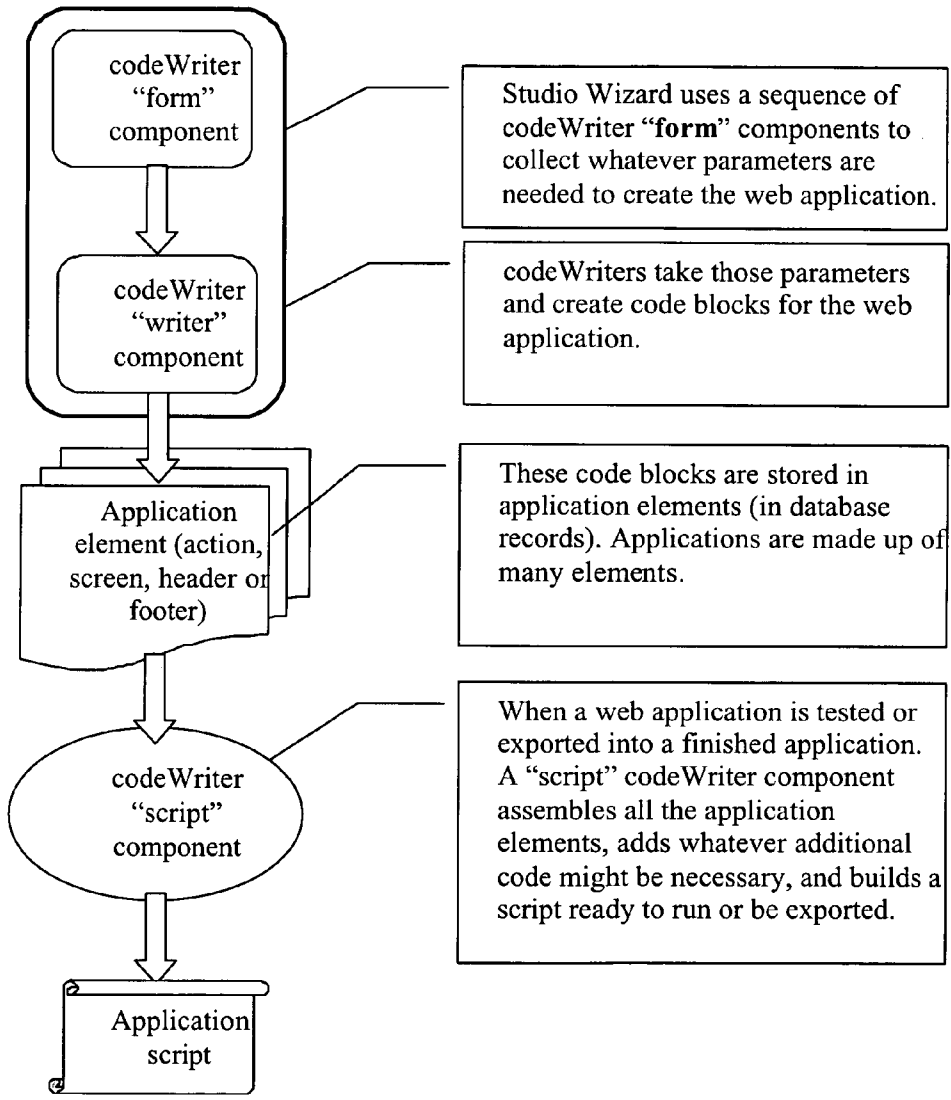 codeWriter
“form”
component
Studio Wizard uses a sequence of
codeWriter “form” components to
collect whatever parameters are
needed to create the web application.
codeWriter
“writer”
component
codeWriters take those parameters
and create code blocks for the web
application.
Application
element (action,
screen, header or
footer)
These code blocks are stored in
application elements (in database
records). Applications are made up of
many elements.
codeWriter
“script”
component
When a web application is tested or
exported into a finished application.
A “script” codeWriter component
assembles all the application
elements, adds whatever additional
code might be necessary, and builds a
script ready to run or be exported.
Application
script